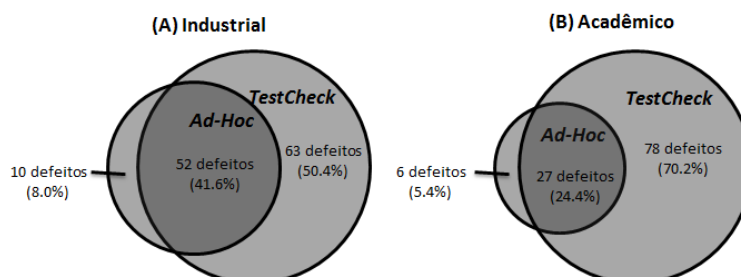 (A) Industrial
TestCheck
Ad-Hoc
10 defeitos
(8.0%)
52 defeitos
(41.6%)
63 defeitos
(50.4%)
(B) Acadêmico
TestCheck
Ad-Hoc
6 defeitos
(5.4%)
27 defeitos
(24.4%)
78 defeitos
(70.2%)